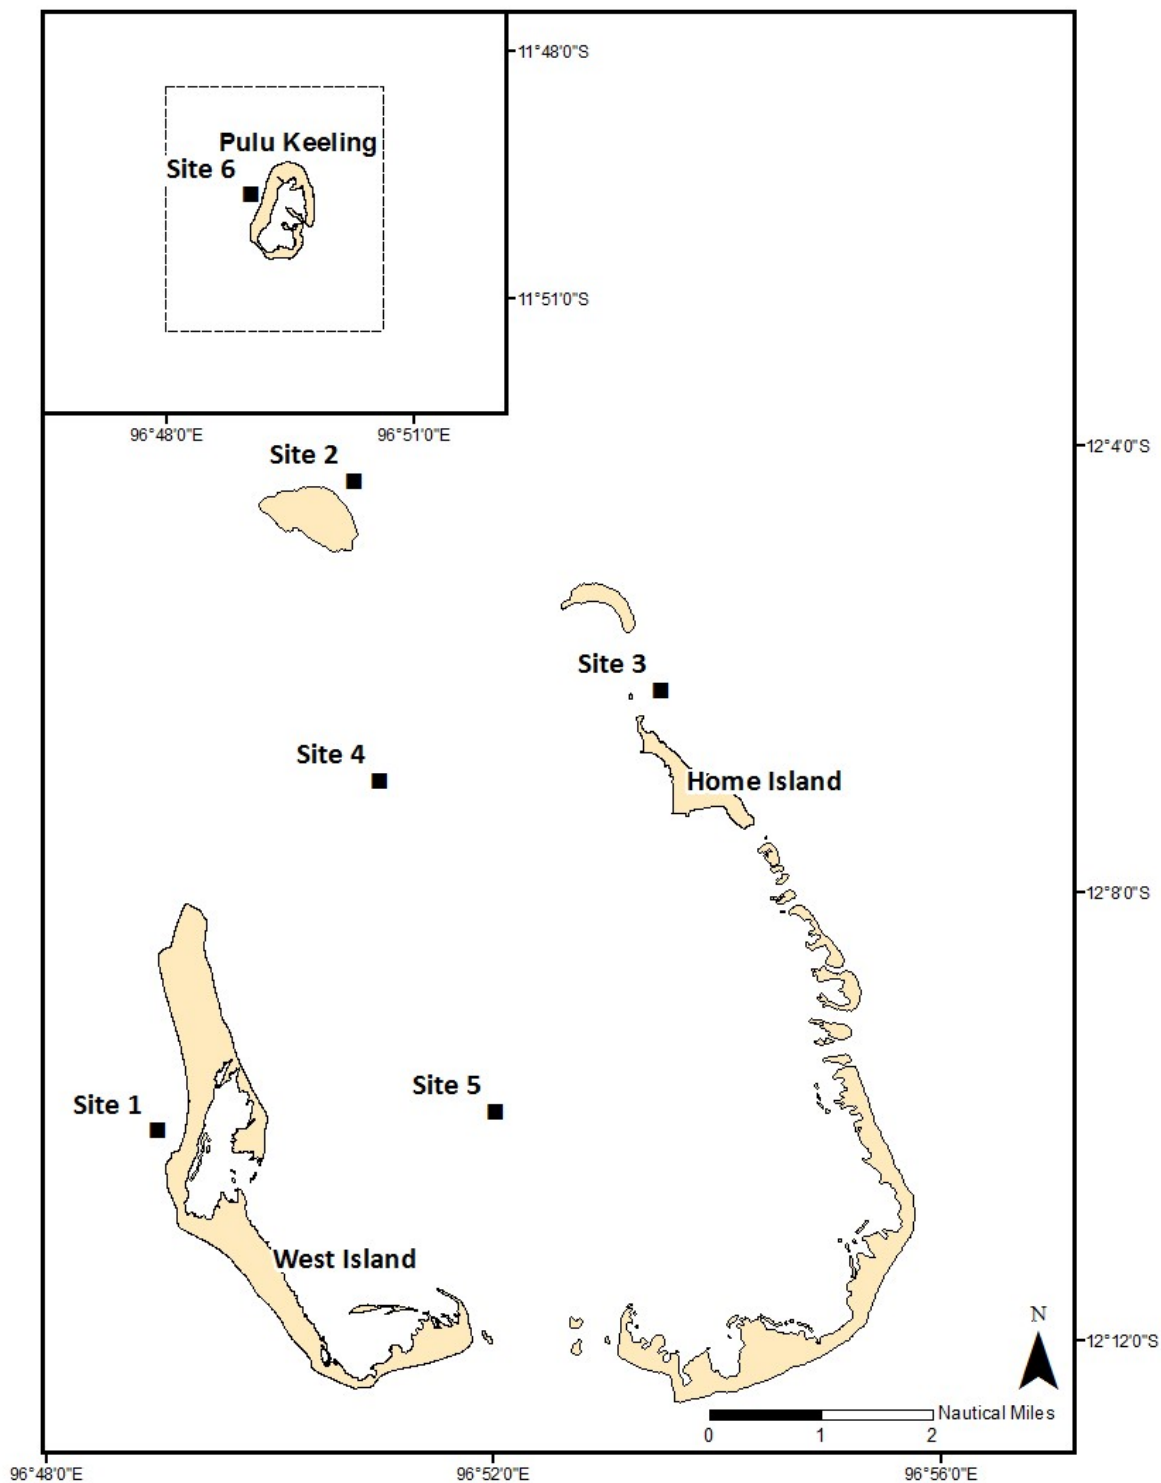 11°48'0"S
Pulu Keeling
Site 6
11°51'0"S
96°48'0"E
96°51'0"E
Site 2
12°4'0"S
Site 3
Site 4
Home Island
12°8'0"S
Site 5
Site 1
West Island
N
12°12'0"S
Nautical Miles
0 1 2
96°48'0"E
96°52'0"E
96°56'0"E